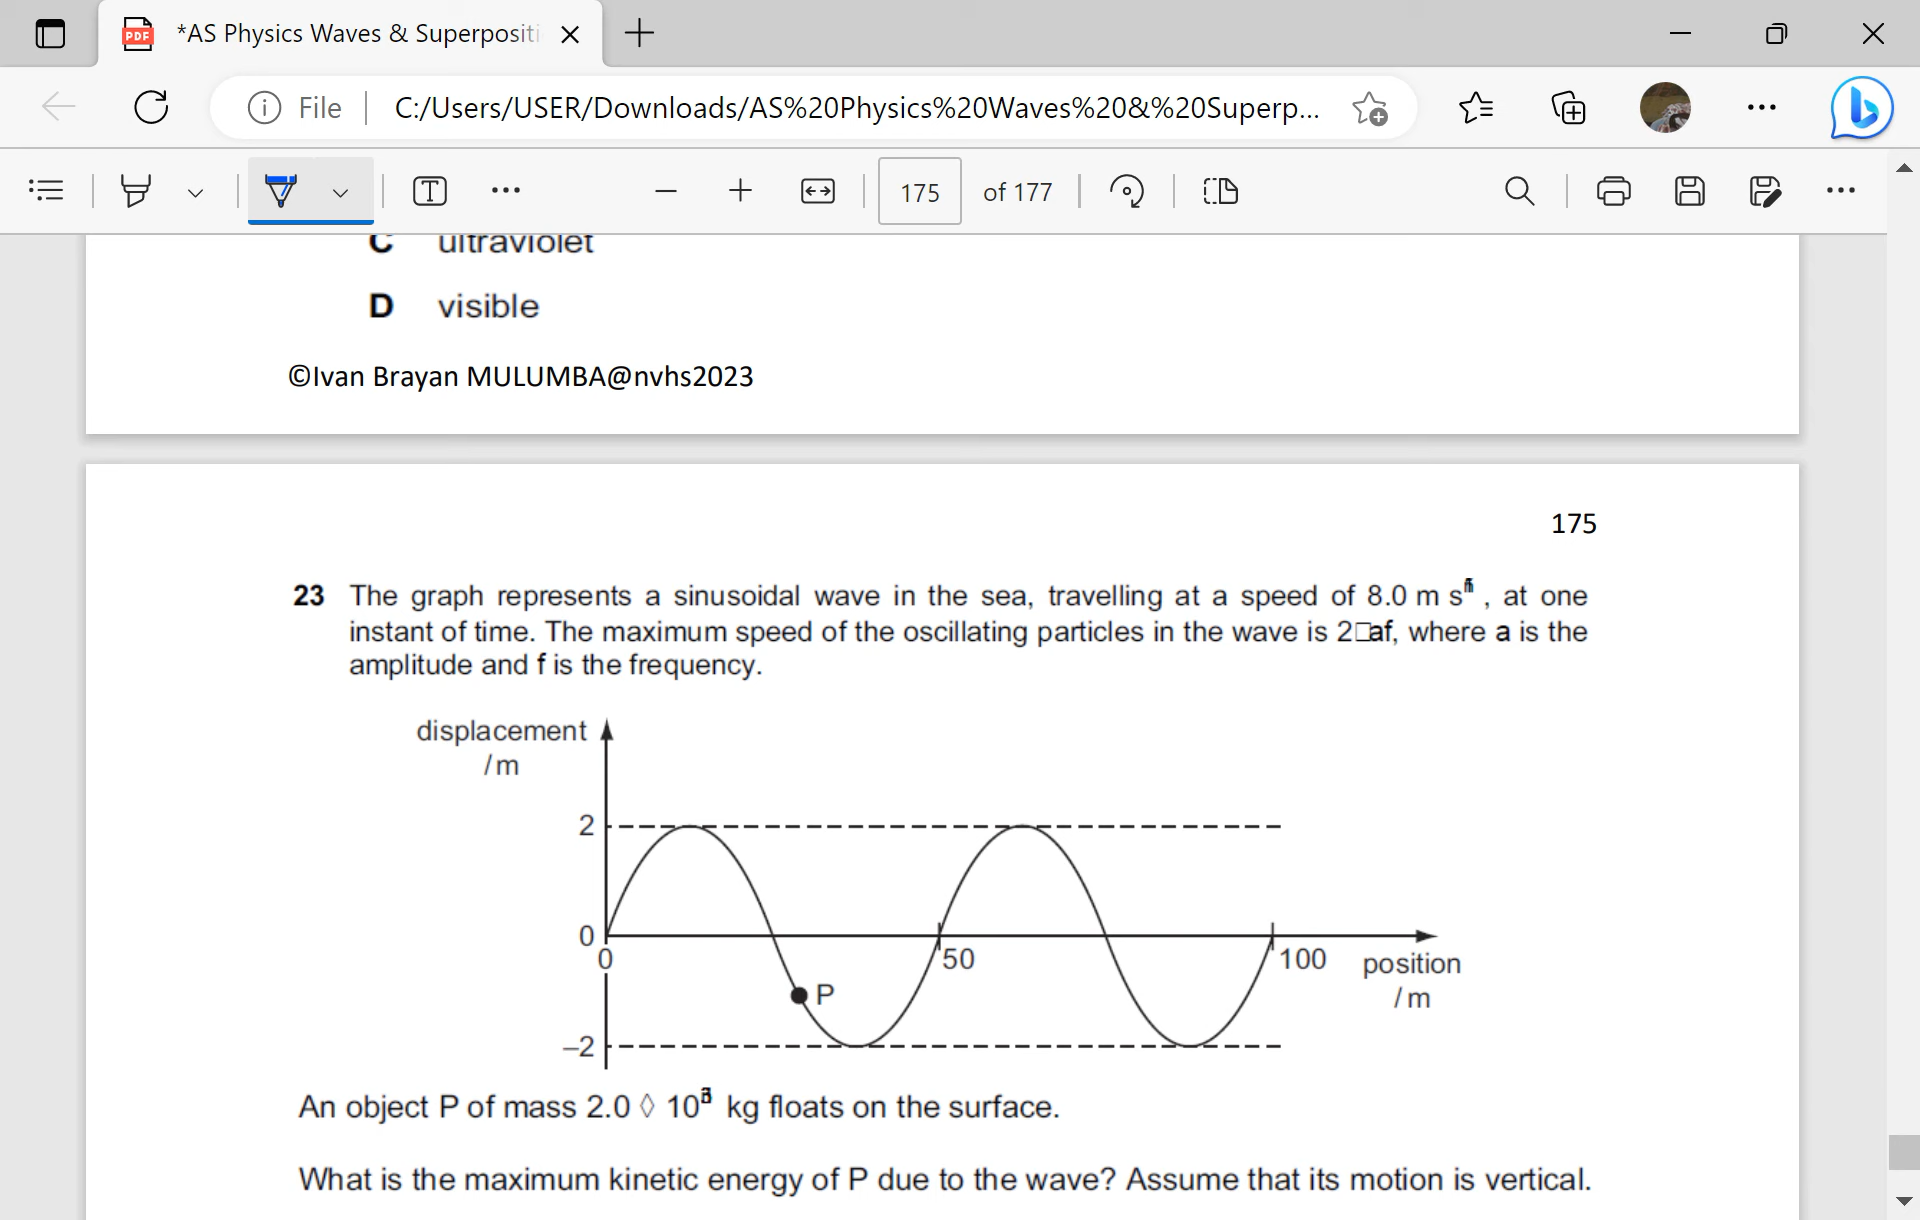 *AS Physics Waves & Superpositi
File C:/Users/USER/Downloads/AS%20Physics%20Waves%20&%20Superp...
175 of 177
C ultraviolet
D visible
©Ivan Brayan MULUMBA@nvhs2023
175
23 The graph represents a sinusoidal wave in the sea, travelling at a speed of 8.0 m s , at one
instant of time. The maximum speed of the oscillating particles in the wave is 2□af, where a is the
amplitude and f is the frequency.
displacement
/ m
2
0
0
50
100
position
/ m
P
–2
An object P of mass 2.0 ◊ 10 kg floats on the surface.
What is the maximum kinetic energy of P due to the wave? Assume that its motion is vertical.